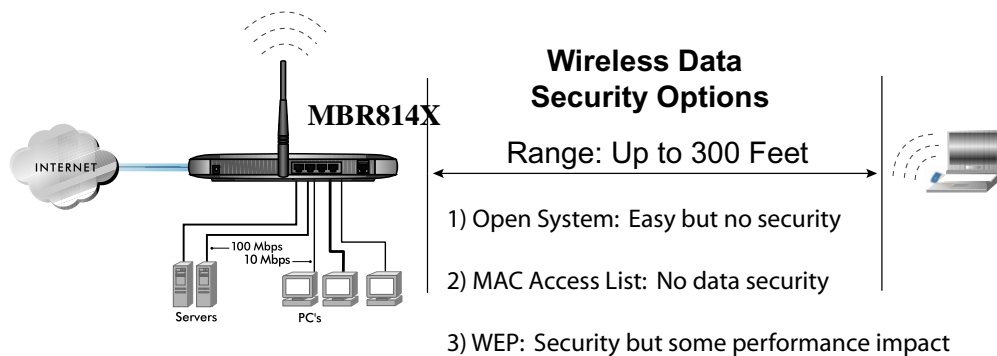 Wireless Data
Security Options
MBR814X
Range: Up to 300 Feet
INTERNET
1) Open System: Easy but no security
100 Mbps
10 Mbps
2) MAC Access List: No data security
Servers
PC's
3) WEP: Security but some performance impact